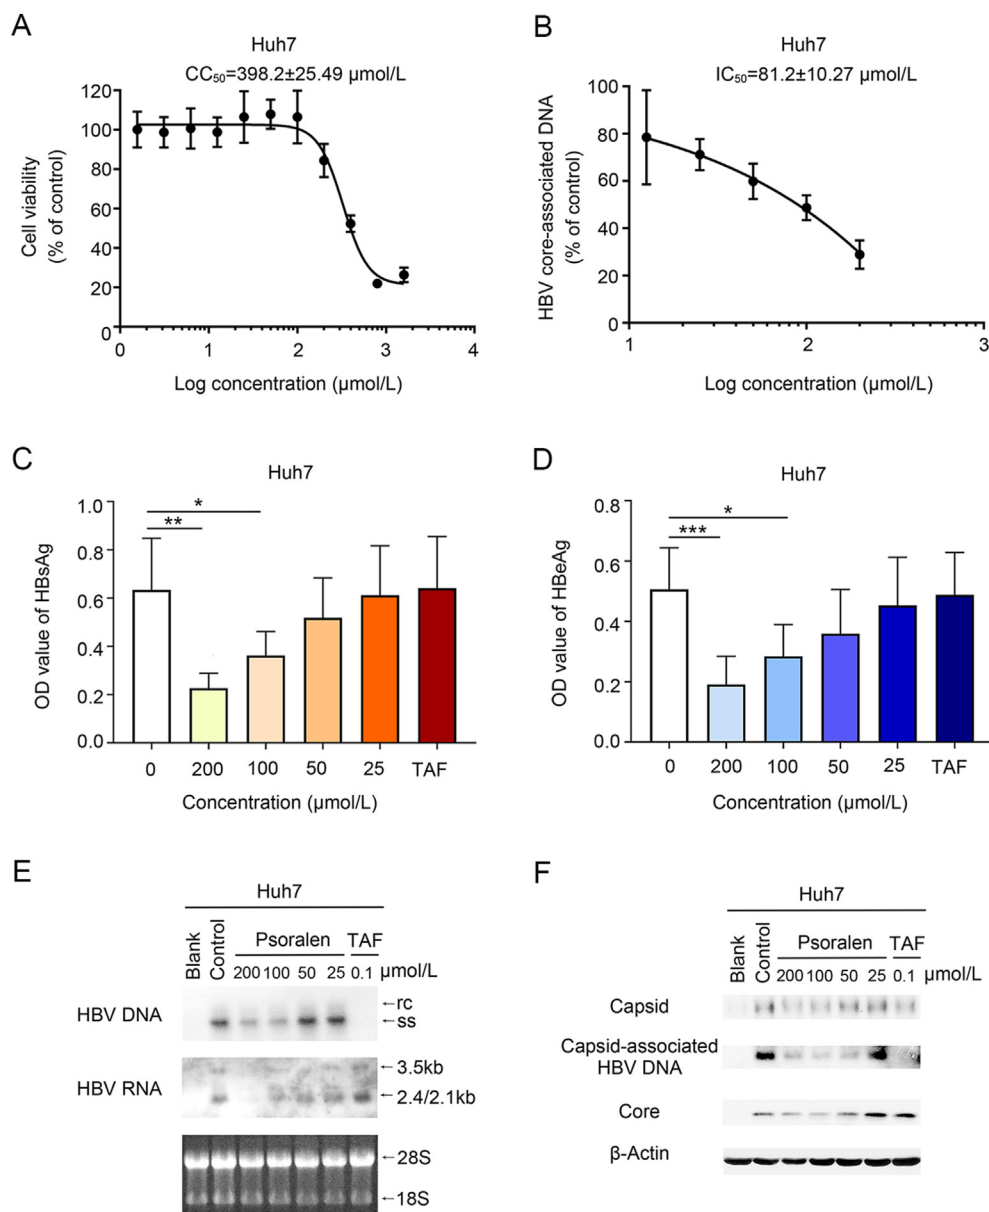 A
Huh7
CC₅₀=398.2±25.49 µmol/L
Cell viability
(% of control)
120
100
80
60
40
20
0
0 1 2 3 4
Log concentration (µmol/L)
B
Huh7
IC₅₀=81.2±10.27 µmol/L
HBV core-associated DNA
(% of control)
100
80
60
40
20
0
1 2 3
Log concentration (µmol/L)
C
Huh7
OD value of HBsAg
1.0
0.8
0.6
0.4
0.2
0.0
*
**
0 200 100 50 25 TAF
Concentration (µmol/L)
D
Huh7
OD value of HBeAg
0.8
0.6
0.4
0.2
0.0
*
***
0 200 100 50 25 TAF
Concentration (µmol/L)
E
Huh7
Blank Control Psoralen TAF
200 100 50 25 0.1 µmol/L
HBV DNA
←rc
←ss
HBV RNA
←3.5kb
←2.4/2.1kb
←28S
←18S
F
Huh7
Blank Control Psoralen TAF
200 100 50 25 0.1 µmol/L
Capsid
Capsid-associated
HBV DNA
Core
β-Actin